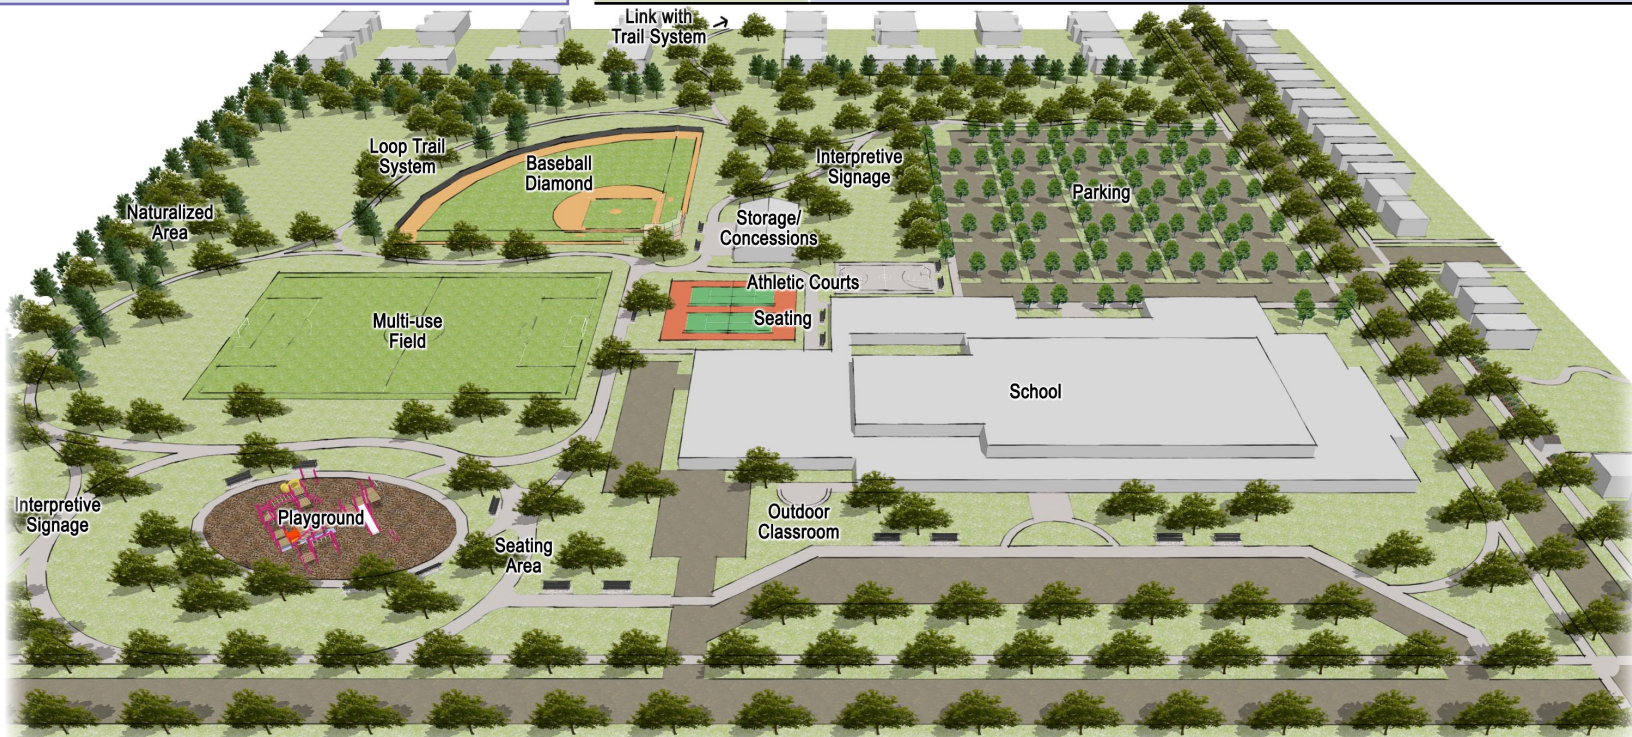 Link with
Trail System
Loop Trail
System
Baseball
Diamond
Interpretive
Signage
Parking
Naturalized
Area
Storage/
Concessions
Athletic Courts
Seating
Multi-use
Field
School
Interpretive
Signage
Playground
Seating
Area
Outdoor
Classroom